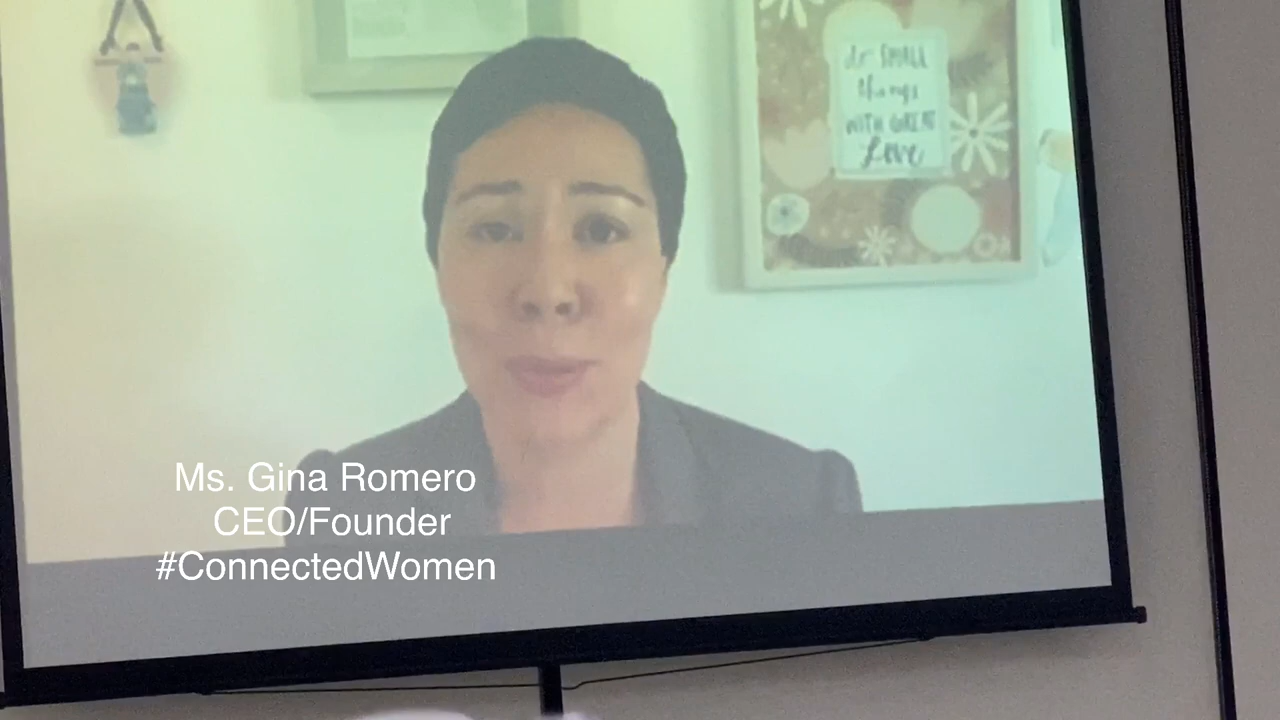 do SMALL
things
WITH GREAT
Love
Ms. Gina Romero
CEO/Founder
#ConnectedWomen